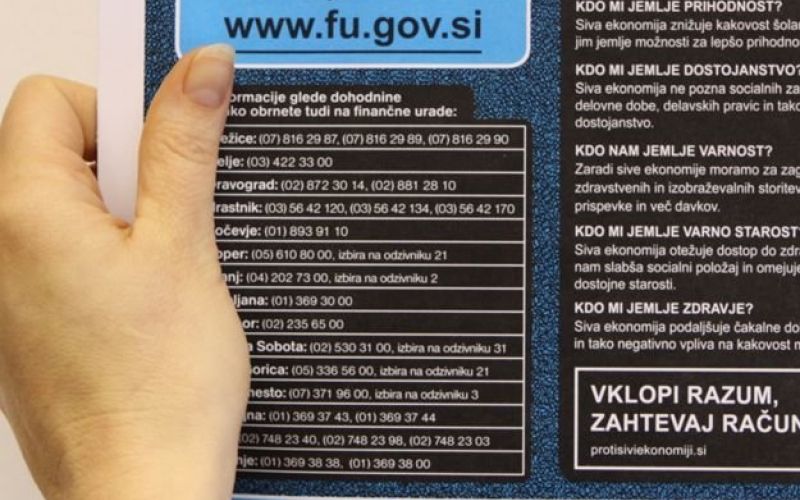 www.fu.gov.si
formacije glede dohodnine
ko obrnete tudi na finančne urade:
ežice: (07) 816 29 87, (07) 816 29 89, (07) 816 29 90
elje: (03) 422 33 00
ravograd: (02) 872 30 14, (02) 881 28 10
rastnik: (03) 56 42 120, (03) 56 42 134, (03) 56 42 170
očevje: (01) 893 91 10
oper: (05) 610 80 00, izbira na odzivniku 21
anj: (04) 202 73 00, izbira na odzivniku 2
ljana: (01) 369 30 00
or: (02) 235 65 00
a Sobota: (02) 530 31 00, izbira na odzivniku 31
orica: (05) 336 56 00, izbira na odzivniku 21
mesto: (07) 371 96 00, izbira na odzivniku 3
na: (01) 369 37 43, (01) 369 37 44
(02) 748 23 40, (02) 748 23 98, (02) 748 23 03
nje: (01) 369 38 38, (01) 369 38 00
KDO MI JEMLJE PRIHODNOST?
Siva ekonomija znižuje kakovost šola
jim jemlje možnosti za lepšo prihodno
KDO MI JEMLJE DOSTOJANSTVO?
Siva ekonomija ne pozna socialnih za
delovne dobe, delavskih pravic in tako
dostojanstvo.
KDO NAM JEMLJE VARNOST?
Zaradi sive ekonomije moramo za zag
zdravstvenih in izobraževalnih storitev
prispevke in več davkov.
KDO MI JEMLJE VARNO STAROST?
Siva ekonomija otežuje dostop do zdra
nam slabša socialni položaj in omejuje
dostojne starosti.
KDO MI JEMLJE ZDRAVJE?
Siva ekonomija podaljšuje čakalne do
in tako negativno vpliva na kakovost
VKLOPI RAZUM,
ZAHTEVAJ RAČUN
protisiviekonomiji.si